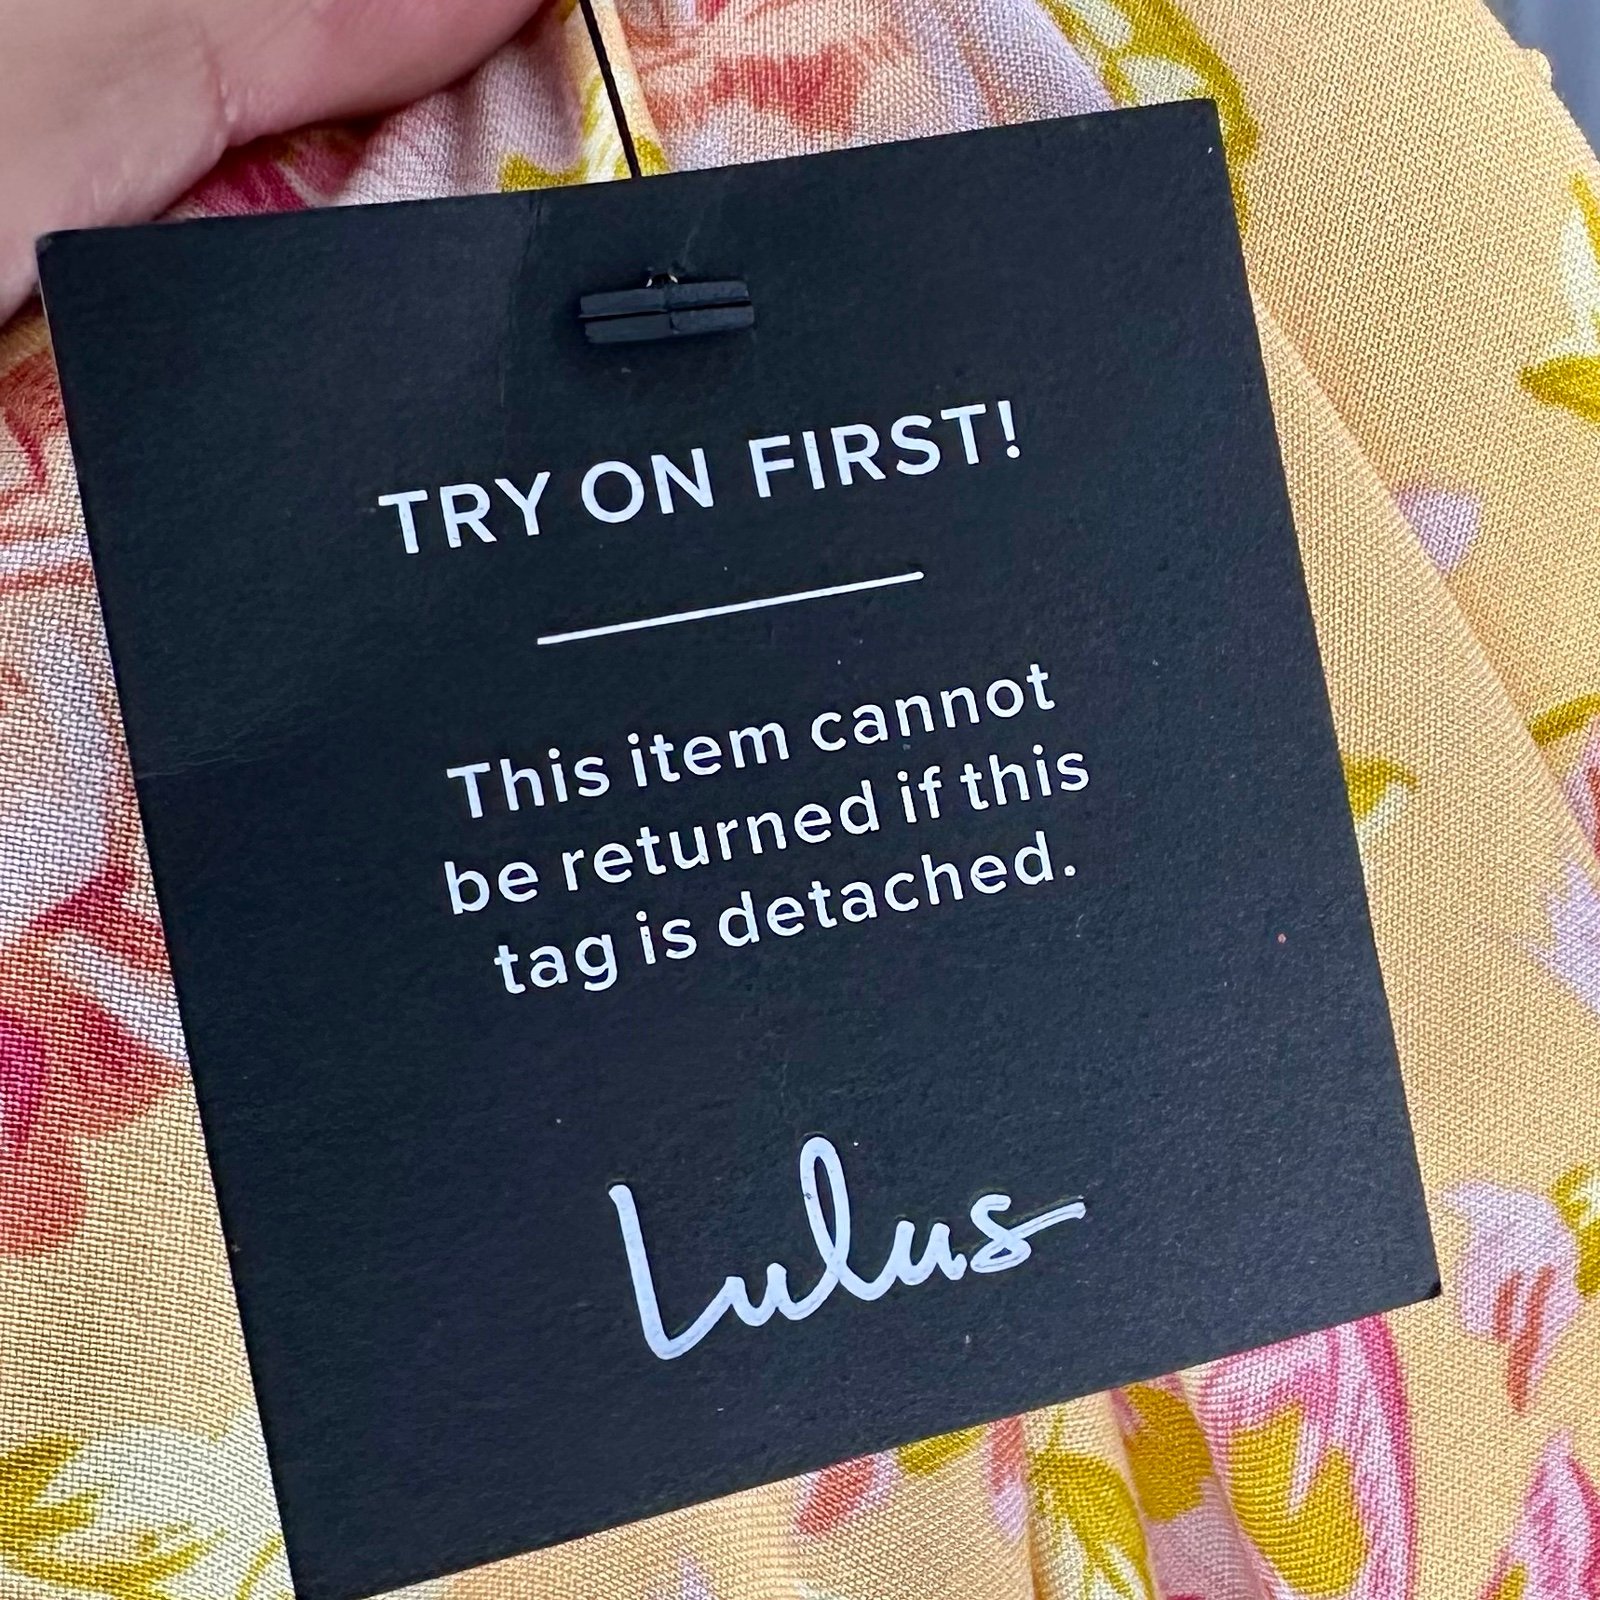 TRY ON FIRST!
This item cannot
be returned if this
tag is detached.
Lulus